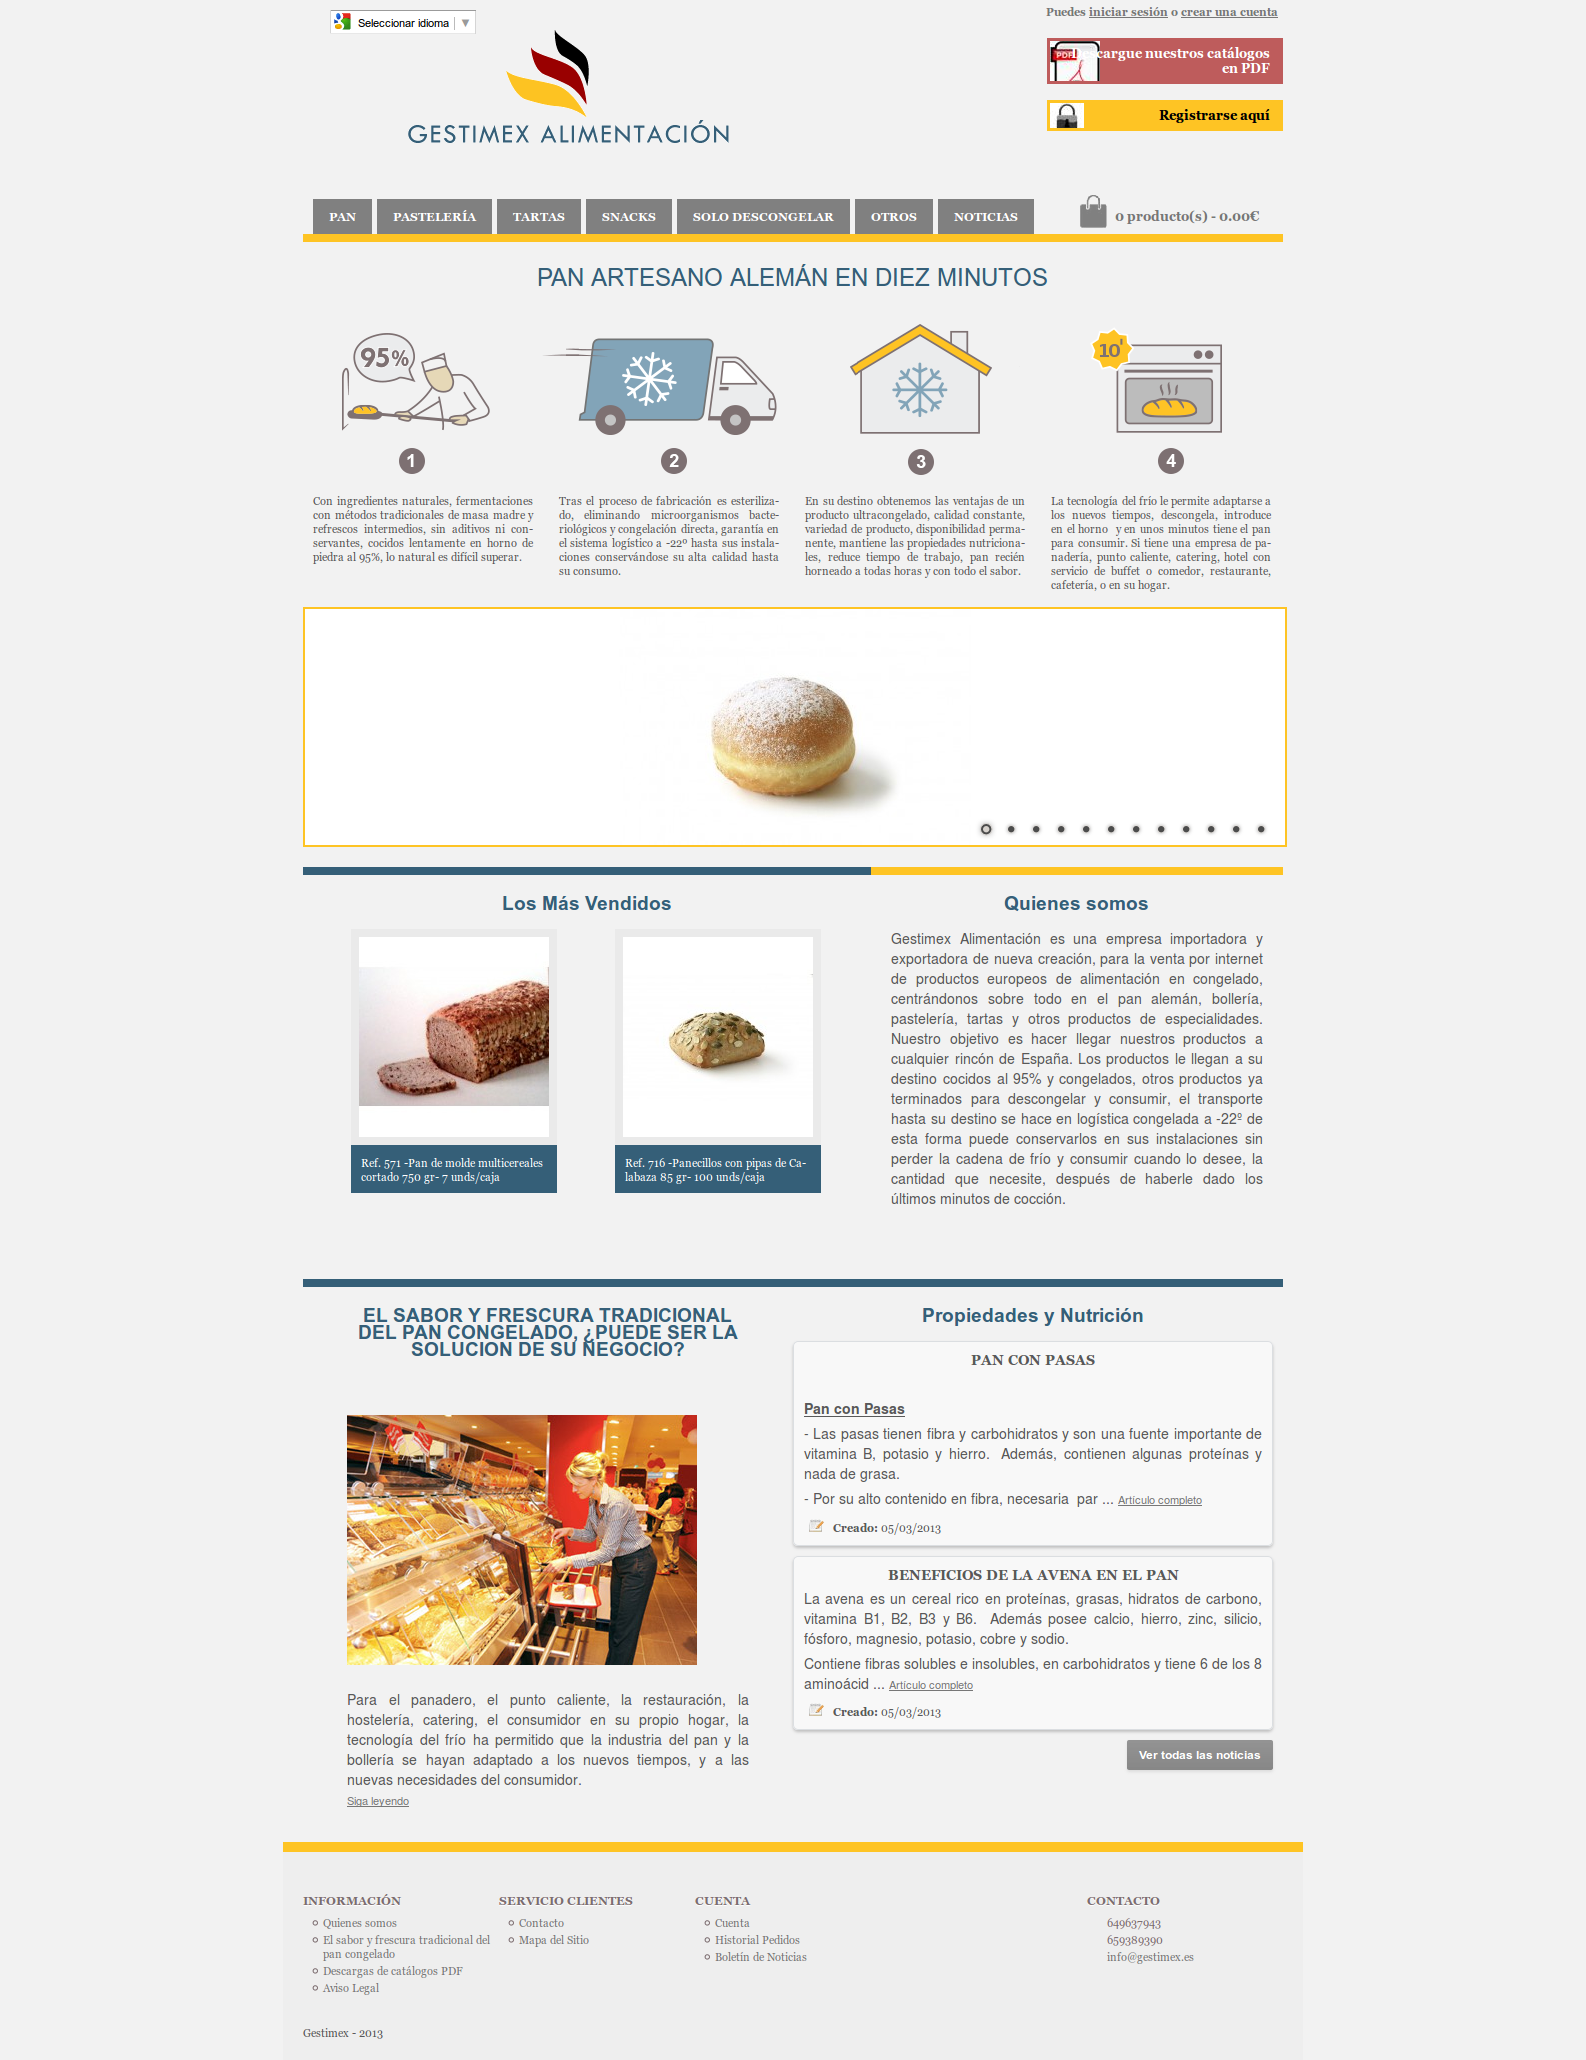 Seleccionar idioma ▼
Puedes iniciar sesión o crear una cuenta
GESTIMEX ALIMENTACIÓN
PDF
Descargue nuestros catálogos
en PDF
Registrarse aquí
PAN
PASTELERÍA
TARTAS
SNACKS
SOLO DESCONGELAR
OTROS
NOTICIAS
0 producto(s) - 0.00€
PAN ARTESANO ALEMÁN EN DIEZ MINUTOS
95%
10'
1
2
3
4
Con ingredientes naturales, fermentaciones
con métodos tradicionales de masa madre y
refrescos intermedios, sin aditivos ni con-
servantes, cocidos lentamente en horno de
piedra al 95%, lo natural es difícil superar.
Tras el proceso de fabricación es esteriliza-
do, eliminando microorganismos bacte-
riológicos y congelación directa, garantía en
el sistema logístico a -22º hasta sus instala-
ciones conservándose su alta calidad hasta
su consumo.
En su destino obtenemos las ventajas de un
producto ultracongelado, calidad constante,
variedad de producto, disponibilidad perma-
nente, mantiene las propiedades nutriciona-
les, reduce tiempo de trabajo, pan recién
horneado a todas horas y con todo el sabor.
La tecnología del frío le permite adaptarse a
los nuevos tiempos, descongela, introduce
en el horno y en unos minutos tiene el pan
para consumir. Si tiene una empresa de pa-
nadería, punto caliente, catering, hotel con
servicio de buffet o comedor, restaurante,
cafetería, o en su hogar.
Los Más Vendidos
Ref. 571 -Pan de molde multicereales
cortado 750 gr- 7 unds/caja
Ref. 716 -Panecillos con pipas de Ca-
labaza 85 gr- 100 unds/caja
Quienes somos
Gestimex Alimentación es una empresa importadora y
exportadora de nueva creación, para la venta por internet
de productos europeos de alimentación en congelado,
centrándonos sobre todo en el pan alemán, bollería,
pastelería, tartas y otros productos de especialidades.
Nuestro objetivo es hacer llegar nuestros productos a
cualquier rincón de España. Los productos le llegan a su
destino cocidos al 95% y congelados, otros productos ya
terminados para descongelar y consumir, el transporte
hasta su destino se hace en logística congelada a -22º de
esta forma puede conservarlos en sus instalaciones sin
perder la cadena de frío y consumir cuando lo desee, la
cantidad que necesite, después de haberle dado los
últimos minutos de cocción.
EL SABOR Y FRESCURA TRADICIONAL
DEL PAN CONGELADO, ¿PUEDE SER LA
SOLUCION DE SU NEGOCIO?
Para el panadero, el punto caliente, la restauración, la
hostelería, catering, el consumidor en su propio hogar, la
tecnología del frío ha permitido que la industria del pan y la
bollería se hayan adaptado a los nuevos tiempos, y a las
nuevas necesidades del consumidor.
Siga leyendo
Propiedades y Nutrición
PAN CON PASAS
Pan con Pasas
- Las pasas tienen fibra y carbohidratos y son una fuente importante de
vitamina B, potasio y hierro. Además, contienen algunas proteínas y
nada de grasa.
- Por su alto contenido en fibra, necesaria par ... Artículo completo
Creado: 05/03/2013
BENEFICIOS DE LA AVENA EN EL PAN
La avena es un cereal rico en proteínas, grasas, hidratos de carbono,
vitamina B1, B2, B3 y B6. Además posee calcio, hierro, zinc, silicio,
fósforo, magnesio, potasio, cobre y sodio.
Contiene fibras solubles e insolubles, en carbohidratos y tiene 6 de los 8
aminoácid ... Artículo completo
Creado: 05/03/2013
Ver todas las noticias
INFORMACIÓN
Quienes somos
El sabor y frescura tradicional del
pan congelado
Descargas de catálogos PDF
Aviso Legal
SERVICIO CLIENTES
Contacto
Mapa del Sitio
CUENTA
Cuenta
Historial Pedidos
Boletín de Noticias
CONTACTO
649637943
659389390
info@gestimex.es
Gestimex - 2013